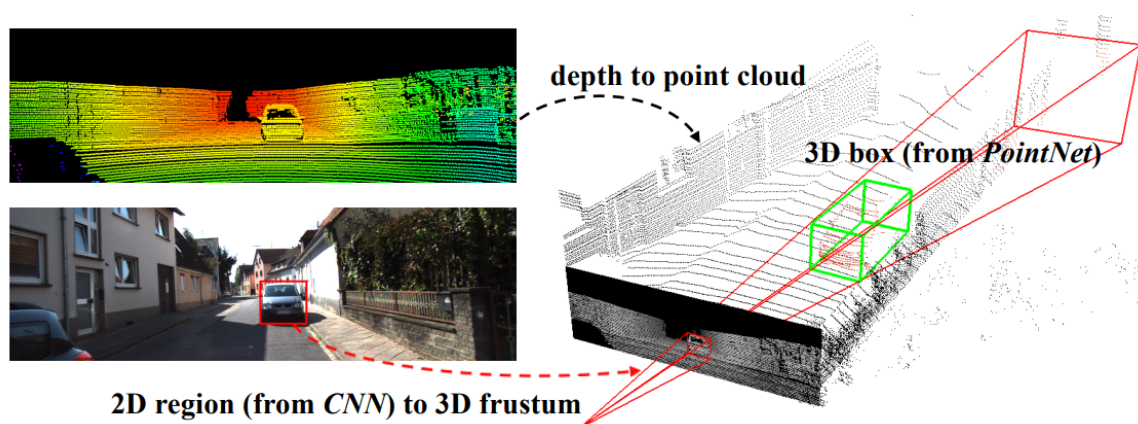 depth to point cloud
3D box (from PointNet)
2D region (from CNN) to 3D frustum